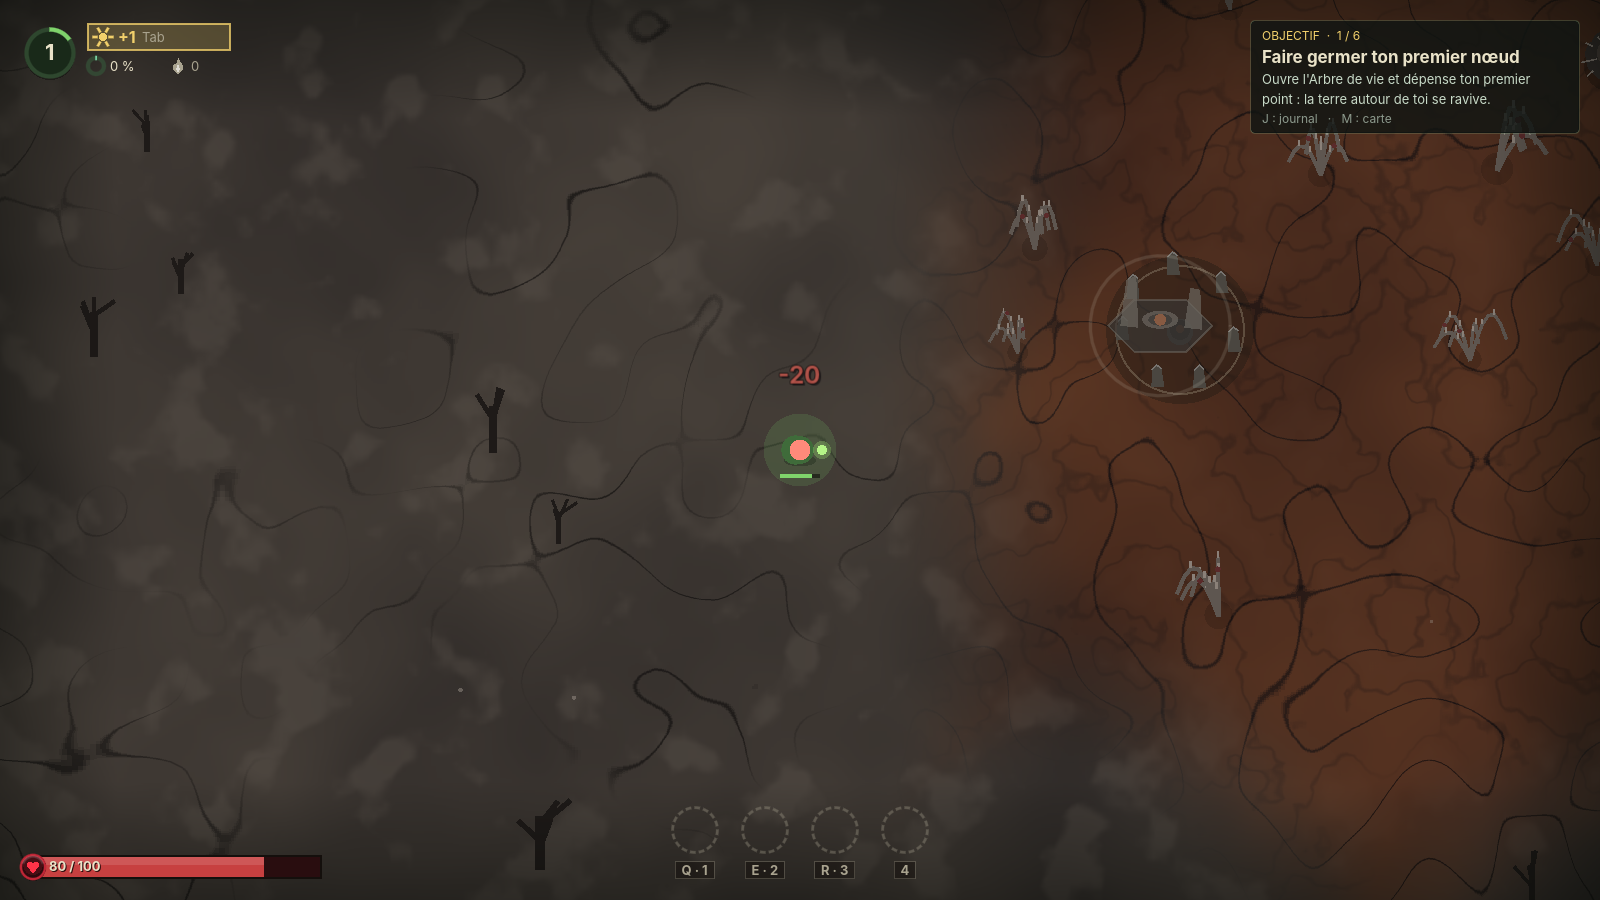 1
+1 Tab
0 %
0
OBJECTIF · 1 / 6
Faire germer ton premier nœud
Ouvre l'Arbre de vie et dépense ton premier
point : la terre autour de toi se ravive.
J : journal · M : carte
-20
80 / 100
Q · 1
E · 2
R · 3
4